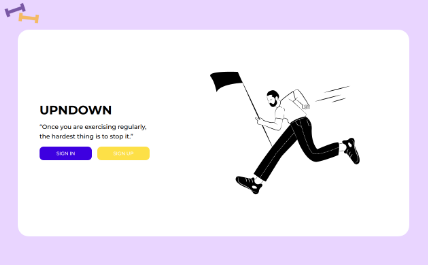 UPNDOWN
"Once you are exercising regularly,
the hardest thing is to stop it."
SIGN IN
SIGN UP